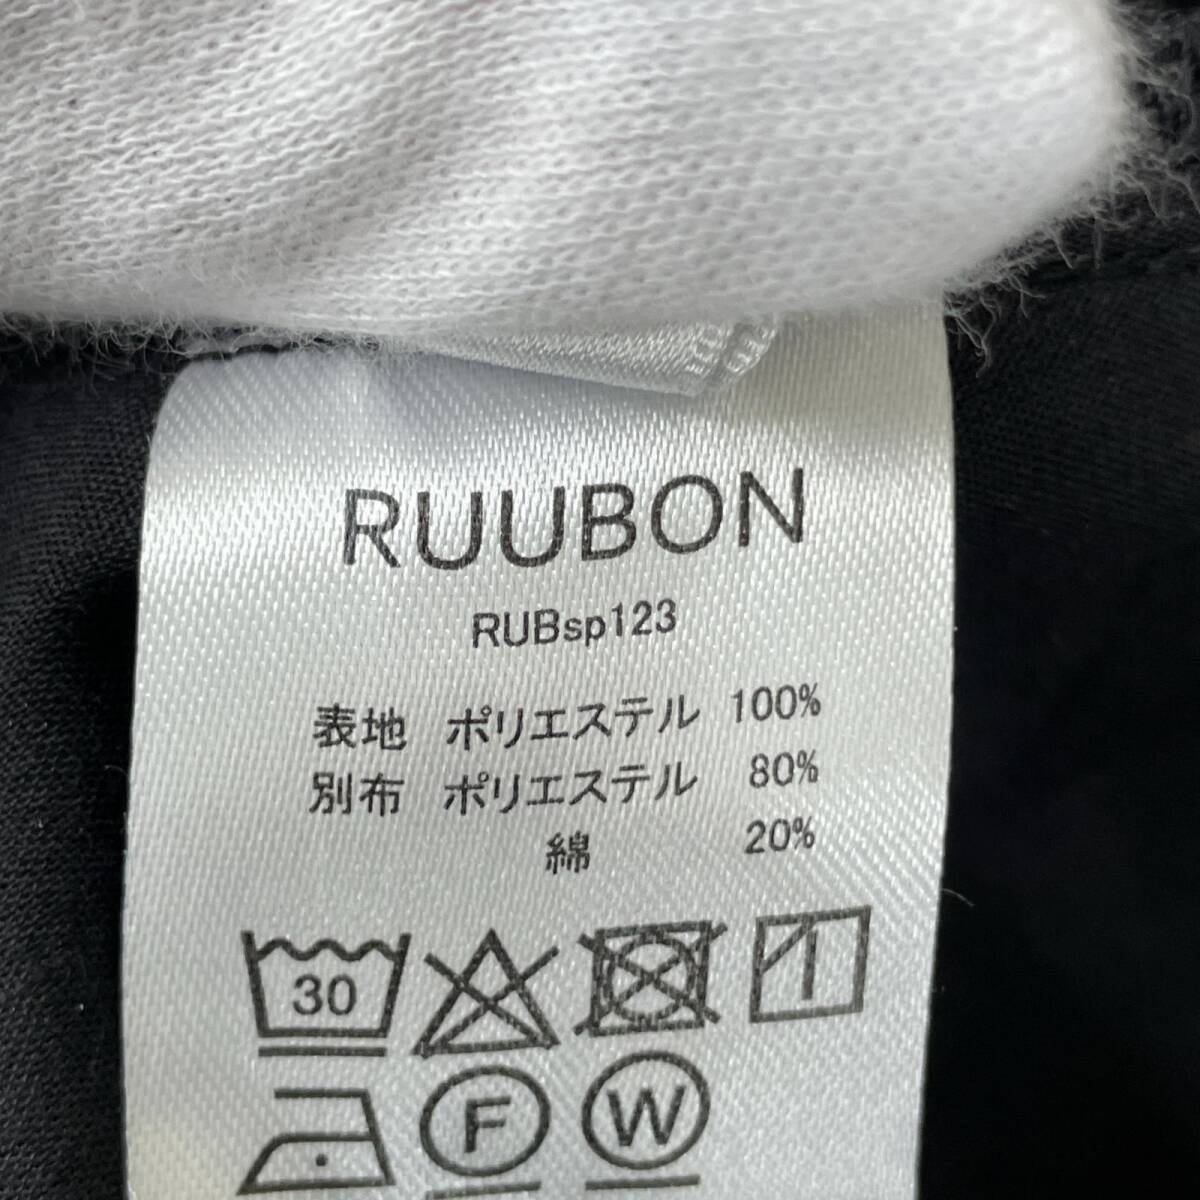 RUUBON
RUBsp123
表地 ポリエステル 100%
別布 ポリエステル 80%
綿 20%
30
F W